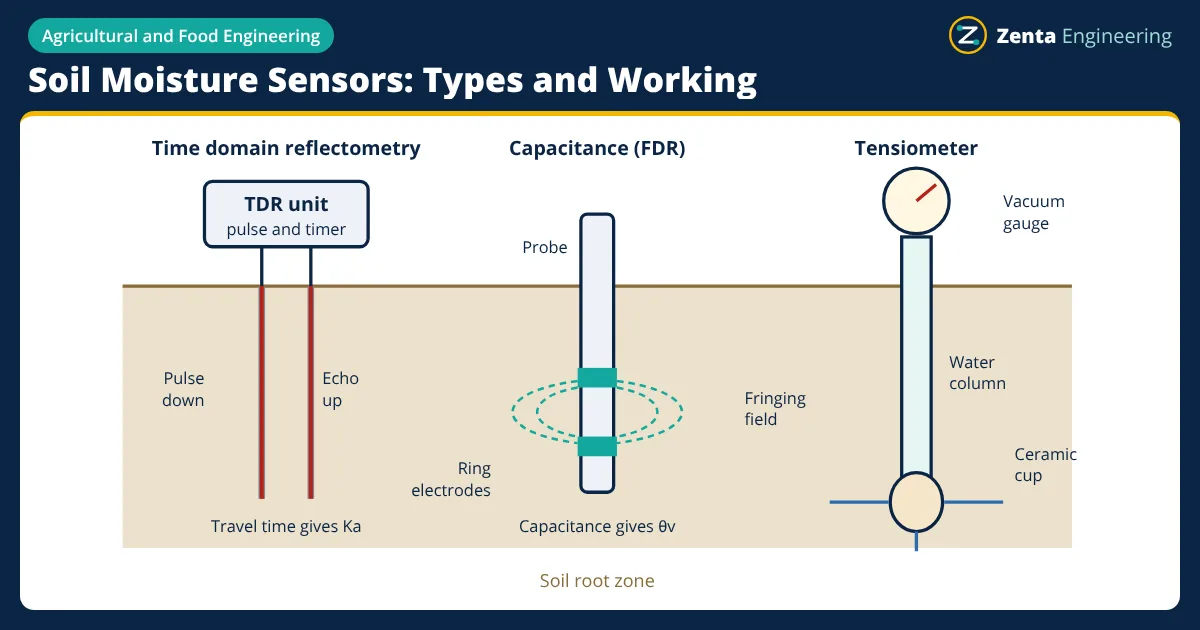 Agricultural and Food Engineering
Zenta Engineering
Soil Moisture Sensors: Types and Working
Time domain reflectometry
Capacitance (FDR)
Tensiometer
TDR unit
pulse and timer
Probe
Vacuum
gauge
Pulse
down
Echo
up
Fringing
field
Water
column
Ring
electrodes
Ceramic
cup
Travel time gives Ka
Capacitance gives θv
Soil root zone